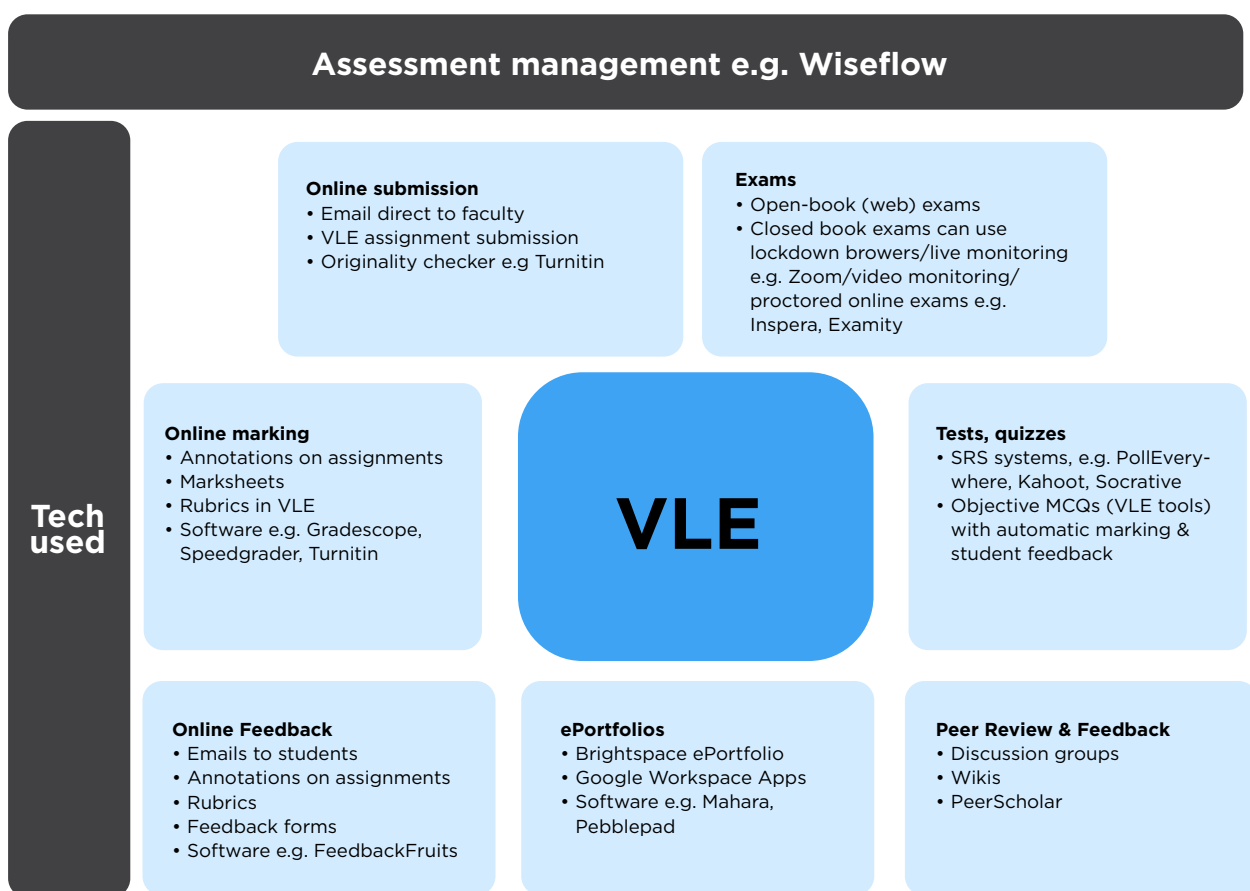 Assessment management e.g. Wiseflow
Tech
used
Online submission
• Email direct to faculty
• VLE assignment submission
• Originality checker e.g Turnitin
Exams
• Open-book (web) exams
• Closed book exams can use
lockdown browers/live monitoring
e.g. Zoom/video monitoring/
proctored online exams e.g.
Inspera, Examity
Online marking
• Annotations on assignments
• Marksheets
• Rubrics in VLE
• Software e.g. Gradescope,
Speedgrader, Turnitin
VLE
Tests, quizzes
• SRS systems, e.g. PollEvery-
where, Kahoot, Socrative
• Objective MCQs (VLE tools)
with automatic marking &
student feedback
Online Feedback
• Emails to students
• Annotations on assignments
• Rubrics
• Feedback forms
• Software e.g. FeedbackFruits
ePortfolios
• Brightspace ePortfolio
• Google Workspace Apps
• Software e.g. Mahara,
Pebblepad
Peer Review & Feedback
• Discussion groups
• Wikis
• PeerScholar